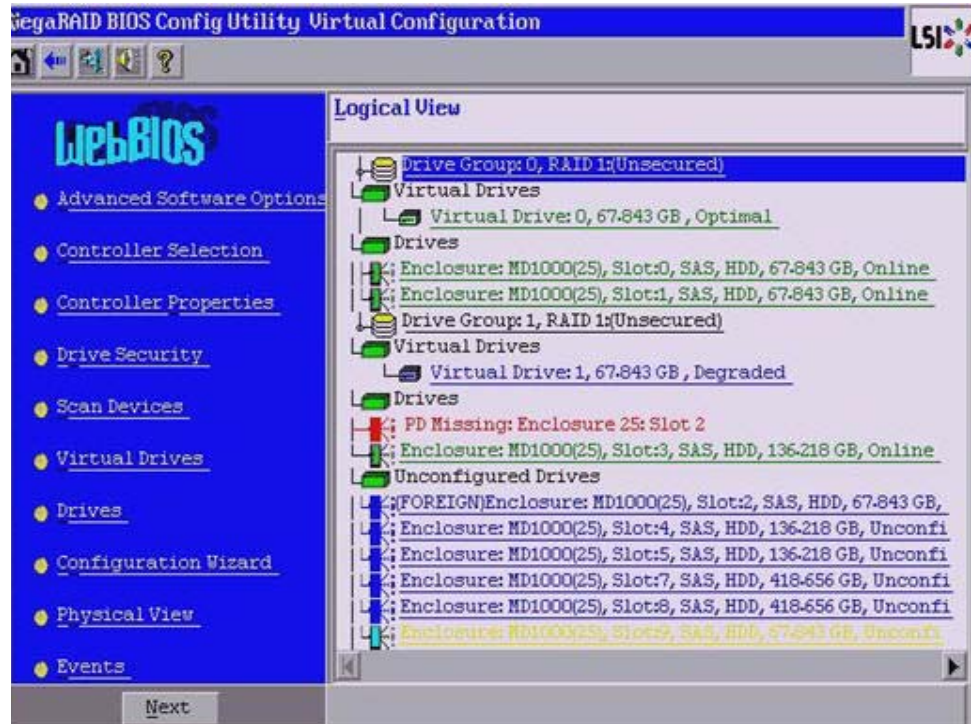 MegaRAID BIOS Config Utility Virtual Configuration
LSI
?
WebBIOS
Advanced Software Options
Controller Selection
Controller Properties
Drive Security
Scan Devices
Virtual Drives
Drives
Configuration Wizard
Physical View
Events
Next
Logical View
Drive Group: 0, RAID 1:(Unsecured)
Virtual Drives
Virtual Drive: 0, 67.843 GB , Optimal
Drives
Enclosure: MD1000(25), Slot:0, SAS, HDD, 67.843 GB, Online
Enclosure: MD1000(25), Slot:1, SAS, HDD, 67.843 GB, Online
Drive Group: 1, RAID 1:(Unsecured)
Virtual Drives
Virtual Drive: 1, 67.843 GB , Degraded
Drives
PD Missing: Enclosure 25: Slot 2
Enclosure: MD1000(25), Slot:3, SAS, HDD, 136.218 GB, Online
Unconfigured Drives
(FOREIGN)Enclosure: MD1000(25), Slot:2, SAS, HDD, 67.843 GB,
Enclosure: MD1000(25), Slot:4, SAS, HDD, 136.218 GB, Unconfi
Enclosure: MD1000(25), Slot:5, SAS, HDD, 136.218 GB, Unconfi
Enclosure: MD1000(25), Slot:7, SAS, HDD, 418.656 GB, Unconfi
Enclosure: MD1000(25), Slot:8, SAS, HDD, 418.656 GB, Unconfi
Enclosure: MD1000(25), Slot:9, SAS, HDD, 67.843 GB, Unconfi